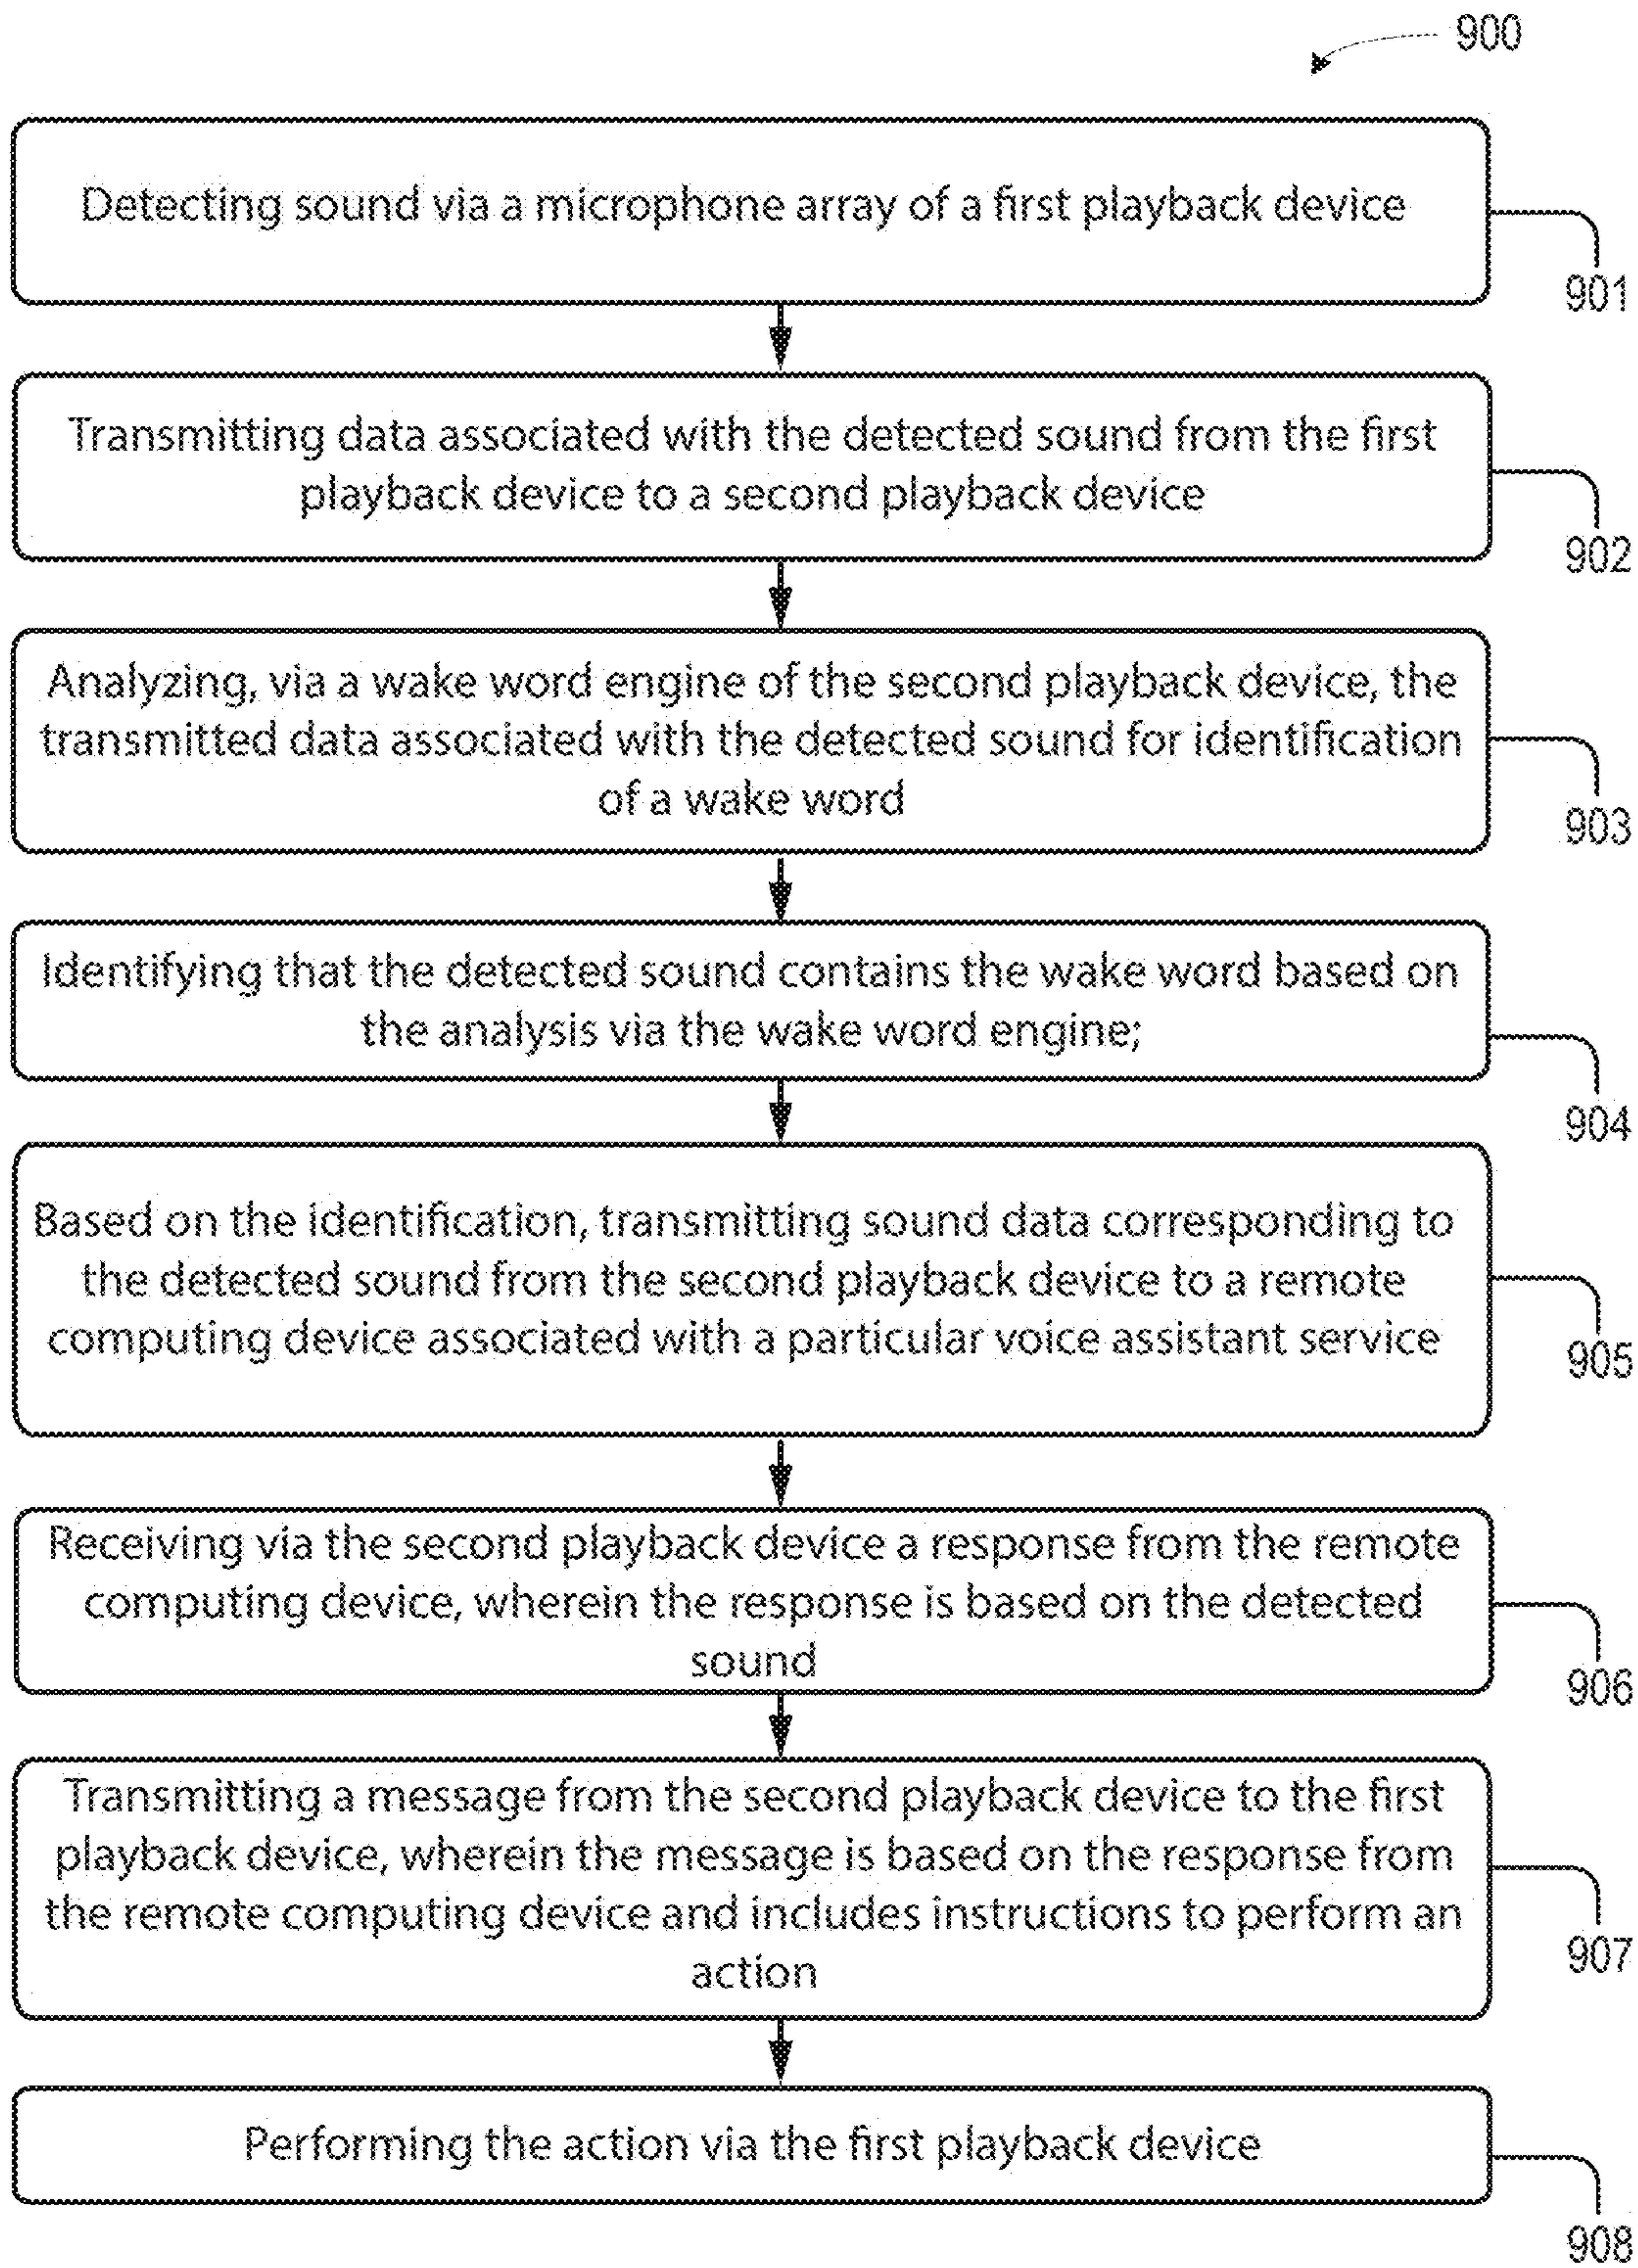 900
Detecting sound via a microphone array of a first playback device
901
Transmitting data associated with the detected sound from the first
playback device to a second playback device
902
Analyzing, via a wake word engine of the second playback device, the
transmitted data associated with the detected sound for identification
of a wake word
903
Identifying that the detected sound contains the wake word based on
the analysis via the wake word engine;
904
Based on the identification, transmitting sound data corresponding to
the detected sound from the second playback device to a remote
computing device associated with a particular voice assistant service
905
Receiving via the second playback device a response from the remote
computing device, wherein the response is based on the detected
sound
906
Transmitting a message from the second playback device to the first
playback device, wherein the message is based on the response from
the remote computing device and includes instructions to perform an
action
907
Performing the action via the first playback device
908